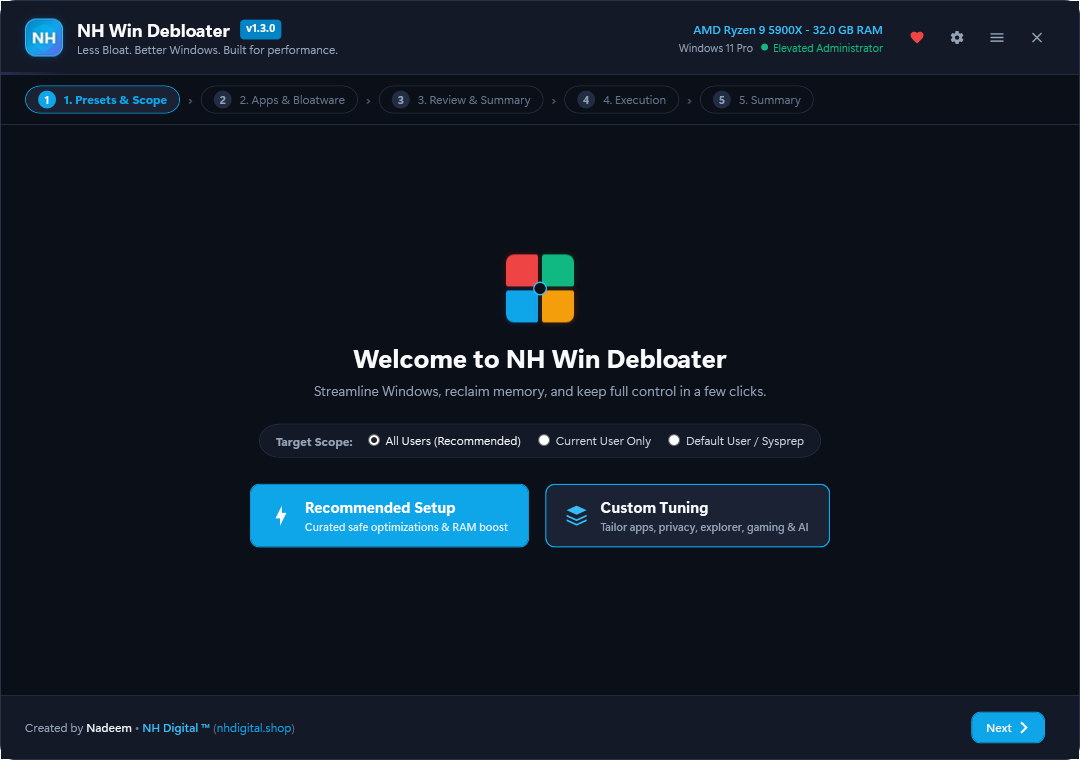 NH
NH Win Debloater v1.3.0
Less Bloat. Better Windows. Built for performance.
AMD Ryzen 9 5900X - 32.0 GB RAM
Windows 11 Pro ● Elevated Administrator
1 1. Presets & Scope › 2 2. Apps & Bloatware › 3 3. Review & Summary › 4 4. Execution › 5 5. Summary
Welcome to NH Win Debloater
Streamline Windows, reclaim memory, and keep full control in a few clicks.
Target Scope: All Users (Recommended) Current User Only Default User / Sysprep
Recommended Setup
Curated safe optimizations & RAM boost
Custom Tuning
Tailor apps, privacy, explorer, gaming & AI
Created by Nadeem • NH Digital ™ (nhdigital.shop)
Next